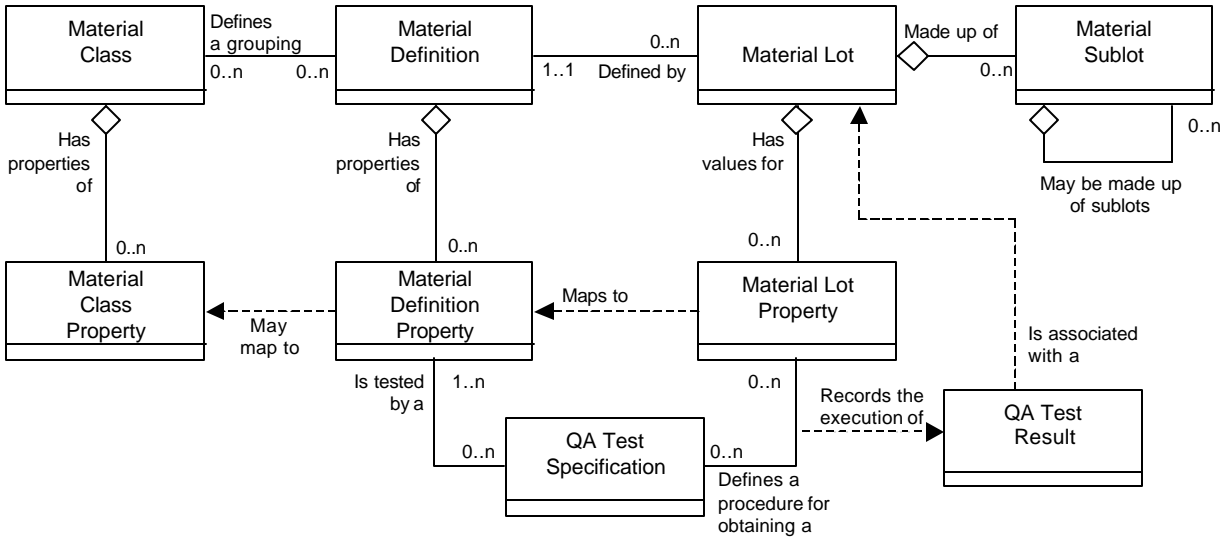 Material
Class
Defines
a grouping
0..n
0..n
Material
Definition
1..1
0..n
Defined by
Material Lot
Made up of
0..n
Material
Sublot
0..n
May be made up
of sublots
Has
properties
of
0..n
Has
properties
of
0..n
Has
values for
0..n
Material
Class
Property
May
map to
Material
Definition
Property
Maps to
Material Lot
Property
Is associated
with a
Is tested
by a
1..n
0..n
QA Test
Specification
0..n
0..n
Defines a
procedure for
obtaining a
Records the
execution of
QA Test
Result